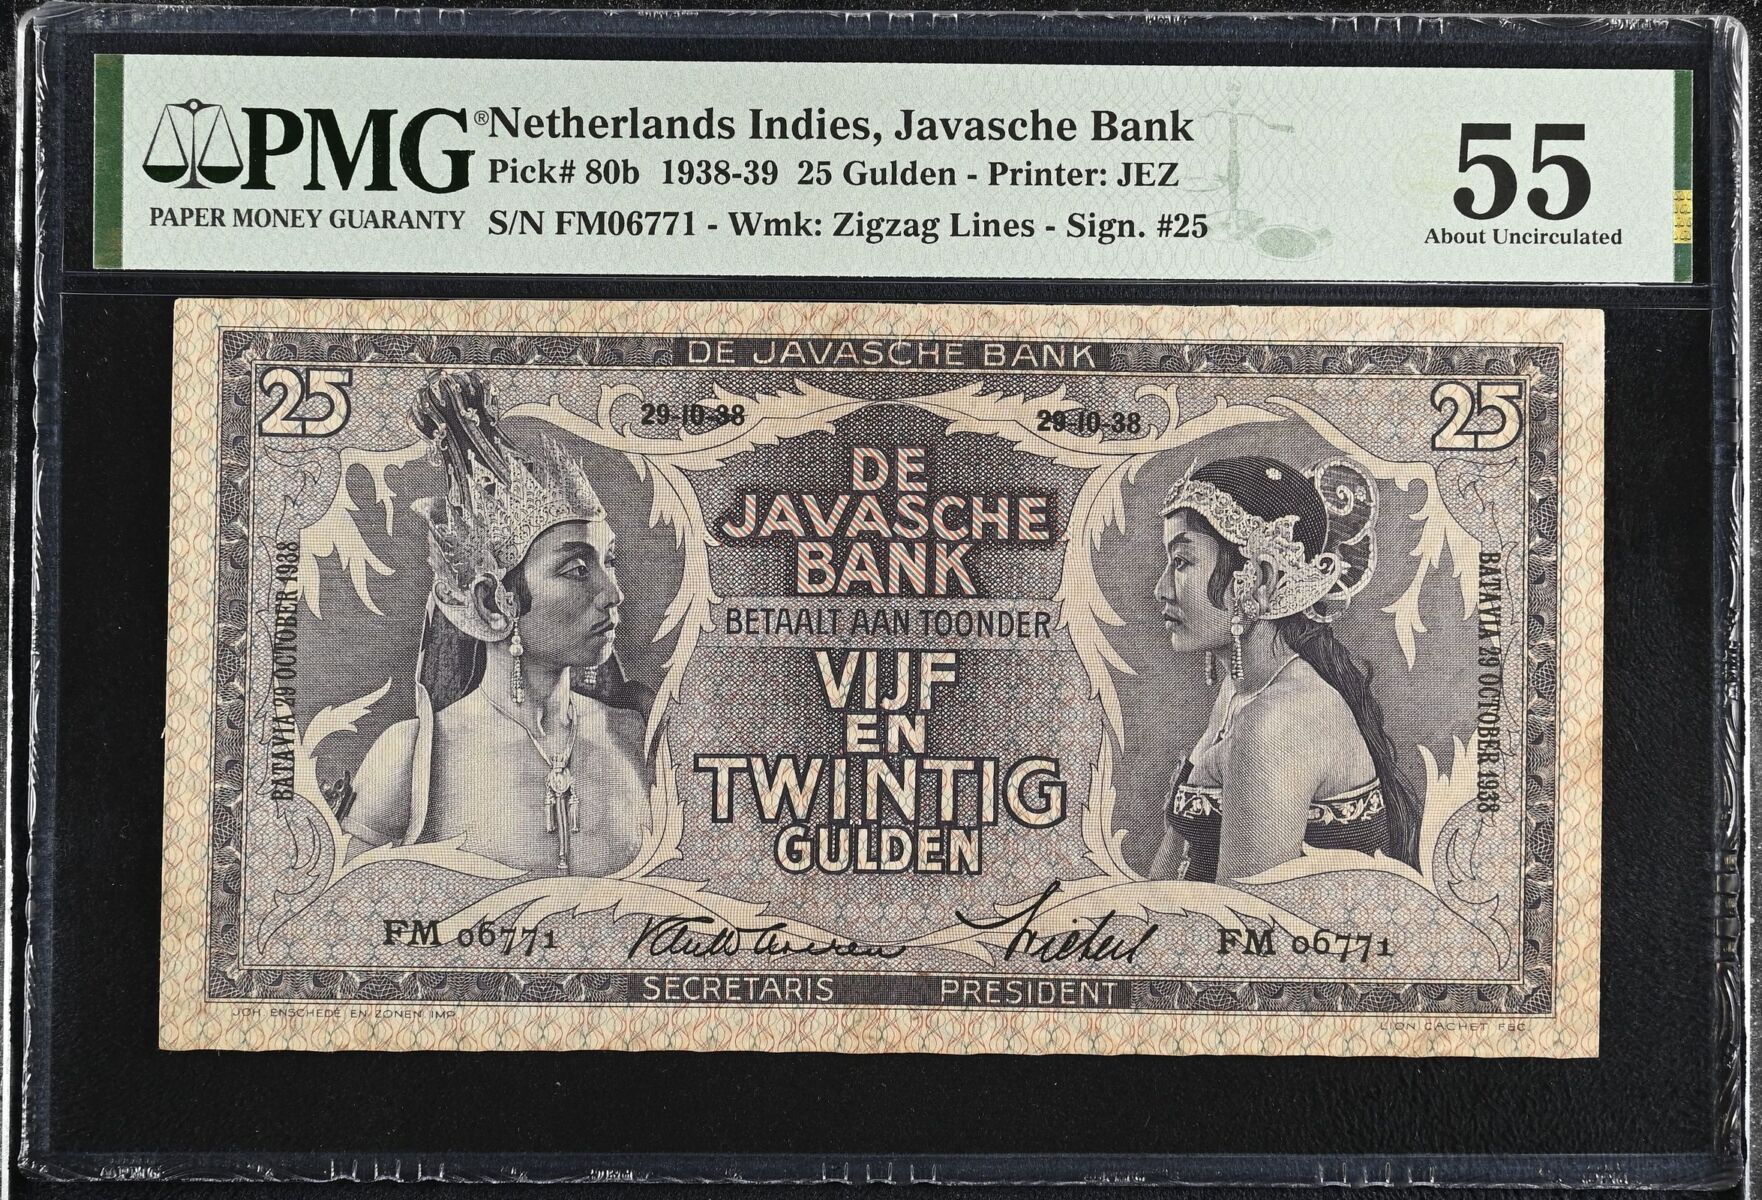 PMG® Netherlands Indies, Javasche Bank
Pick# 80b 1938-39 25 Gulden - Printer: JEZ
PAPER MONEY GUARANTY
S/N FM06771 - Wmk: Zigzag Lines - Sign. #25
55
About Uncirculated
DE JAVASCHE BANK
25
25
29-10-38
29-10-38
DE
JAVASCHE
BANK
BETAALT AAN TOONDER
VIJF
EN
TWINTIG
GULDEN
BATAVIA 29 OCTOBER 1938
BATAVIA 29 OCTOBER 1938
FM 06771
FM 06771
SECRETARIS
PRESIDENT
JOH. ENSCHEDÉ EN ZONEN IMP.
LION CACHET FEC.